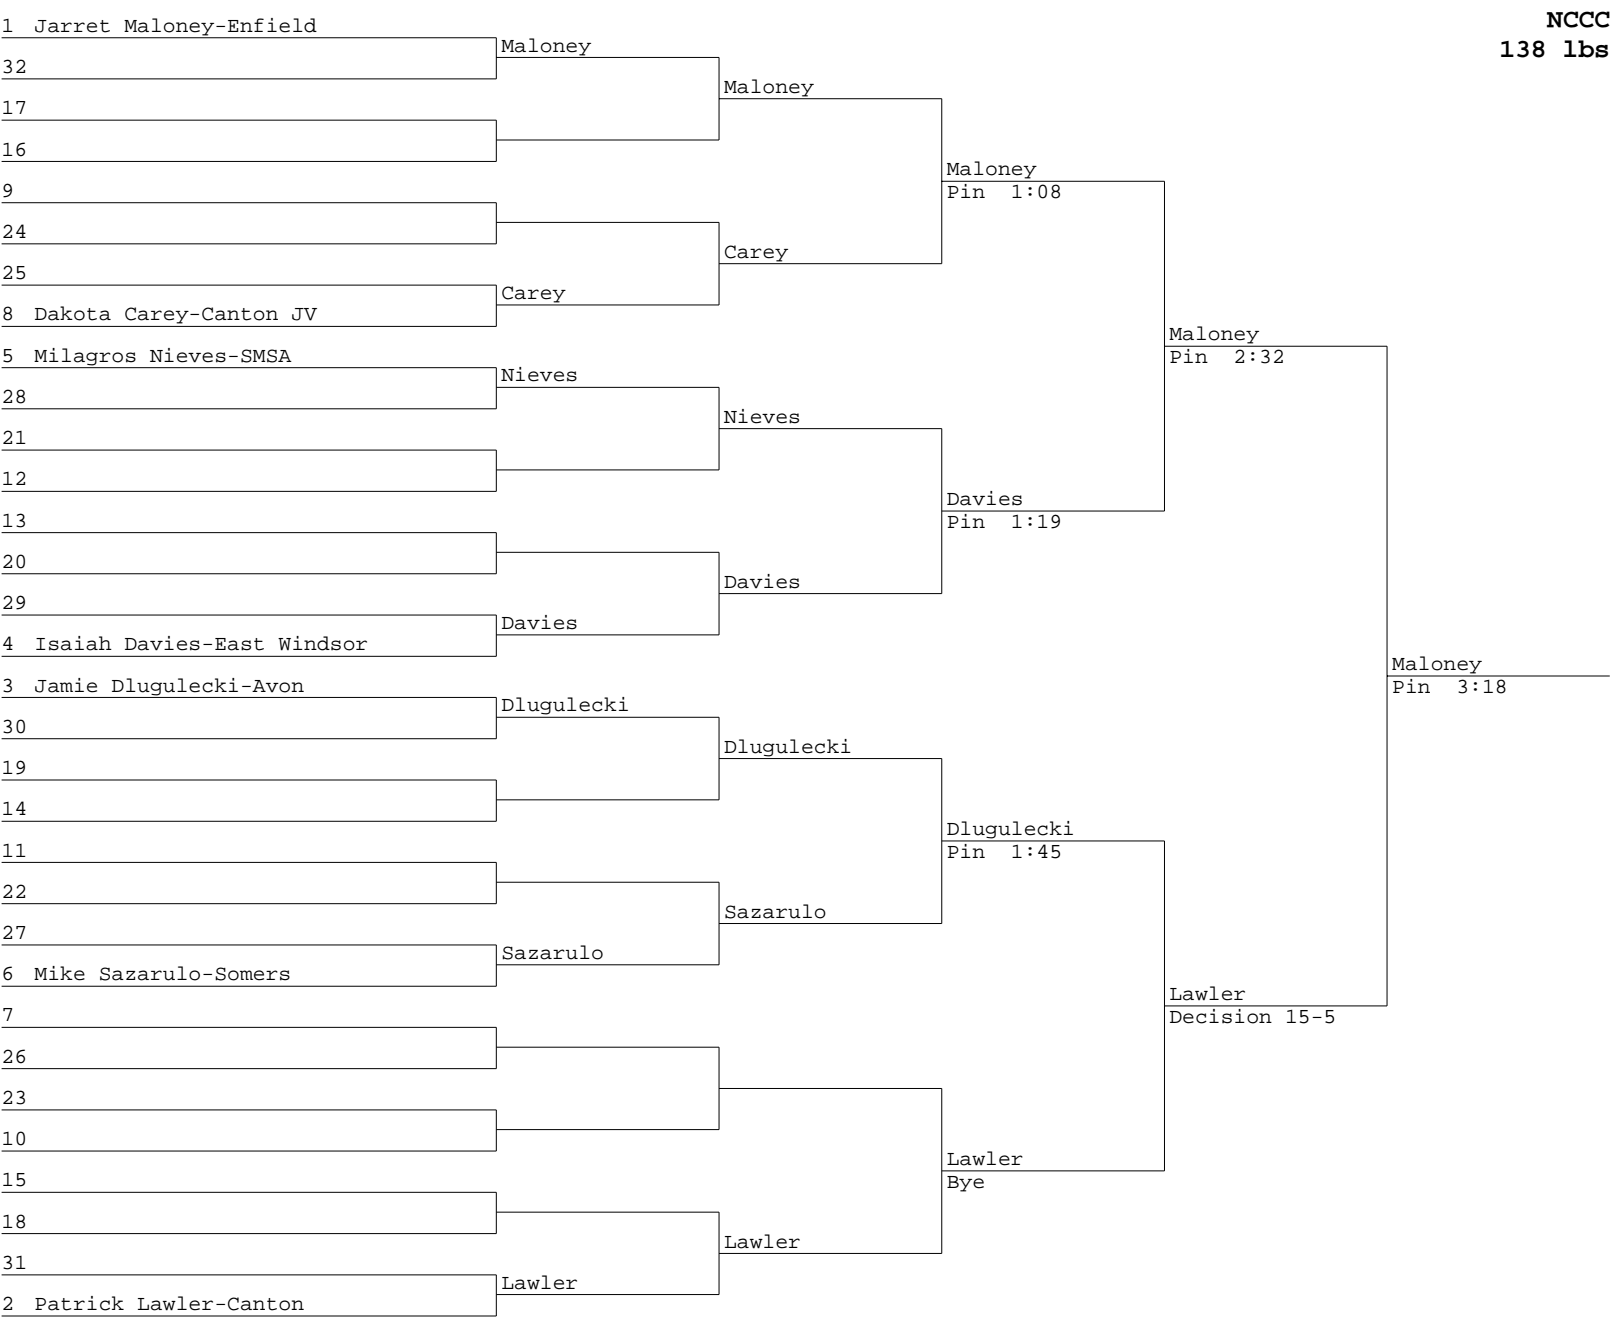 NCCC
138 lbs
1 Jarret Maloney-Enfield
32
17
16
9
24
25
8 Dakota Carey-Canton JV
5 Milagros Nieves-SMSA
28
21
12
13
20
29
4 Isaiah Davies-East Windsor
3 Jamie Dlugulecki-Avon
30
19
14
11
22
27
6 Mike Sazarulo-Somers
7
26
23
10
15
18
31
2 Patrick Lawler-Canton
Maloney
Carey
Nieves
Davies
Dlugulecki
Sazarulo
Lawler
Maloney
Carey
Nieves
Davies
Dlugulecki
Sazarulo
Lawler
Maloney
Pin 1:08
Davies
Pin 1:19
Dlugulecki
Pin 1:45
Lawler
Bye
Maloney
Pin 2:32
Lawler
Decision 15-5
Maloney
Pin 3:18